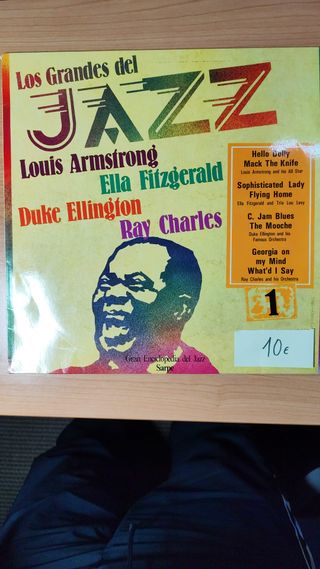 Los Grandes del
JAZZ
Louis Armstrong
Ella Fitzgerald
Duke Ellington
Ray Charles
Hello Dolly
Mack The Knife
Louis Armstrong and his All Star
Sophisticated Lady
Flying Home
Ella Fitzgerald and Trio Lou Levy
C. Jam Blues
The Mooche
Duke Ellington and his
Famous Orchestra
Georgia on
my Mind
What'd I Say
Ray Charles and his Orchestra
1
10€
Gran Enciclopedia del Jazz
Sarpe